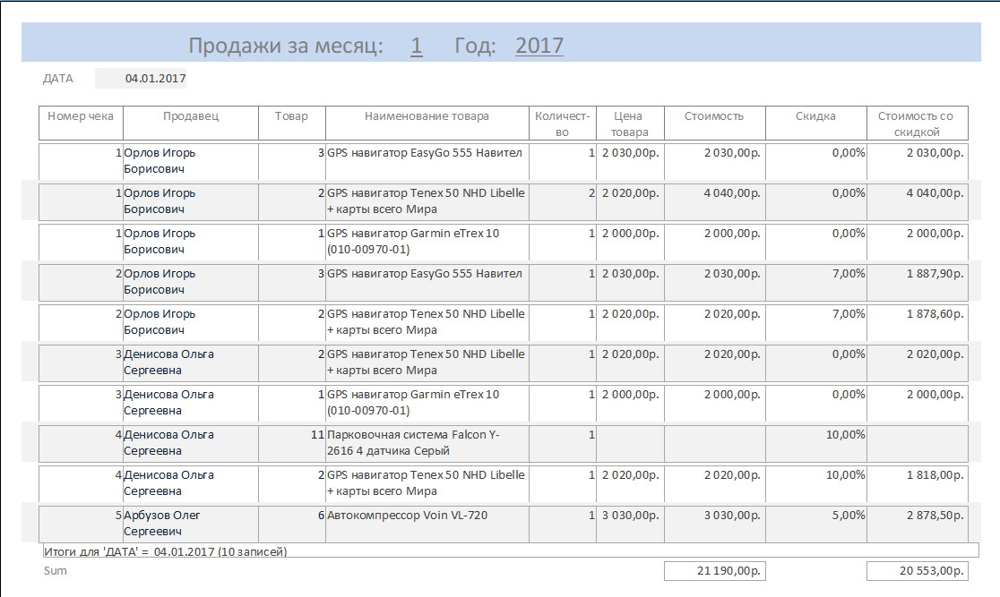 Продажи за месяц: 1 Год: 2017
ДАТА 04.01.2017
Номер чека Продавец Товар Наименование товара Количест- Цена Стоимость Скидка Стоимость со
во товара скидкой
1 Орлов Игорь 3 GPS навигатор EasyGo 555 Навител 1 2 030,00р. 2 030,00р. 0,00% 2 030,00р.
Борисович
1 Орлов Игорь 2 GPS навигатор Tenex 50 NHD Libelle 2 2 020,00р. 4 040,00р. 0,00% 4 040,00р.
Борисович + карты всего Мира
1 Орлов Игорь 1 GPS навигатор Garmin eTrex 10 1 2 000,00р. 2 000,00р. 0,00% 2 000,00р.
Борисович (010-00970-01)
2 Орлов Игорь 3 GPS навигатор EasyGo 555 Навител 1 2 030,00р. 2 030,00р. 7,00% 1 887,90р.
Борисович
2 Орлов Игорь 2 GPS навигатор Tenex 50 NHD Libelle 1 2 020,00р. 2 020,00р. 7,00% 1 878,60р.
Борисович + карты всего Мира
3 Денисова Ольга 2 GPS навигатор Tenex 50 NHD Libelle 1 2 020,00р. 2 020,00р. 0,00% 2 020,00р.
Сергеевна + карты всего Мира
3 Денисова Ольга 1 GPS навигатор Garmin eTrex 10 1 2 000,00р. 2 000,00р. 0,00% 2 000,00р.
Сергеевна (010-00970-01)
4 Денисова Ольга 11 Парковочная система Falcon Y- 1 10,00%
Сергеевна 2616 4 датчика Серый
4 Денисова Ольга 2 GPS навигатор Tenex 50 NHD Libelle 1 2 020,00р. 2 020,00р. 10,00% 1 818,00р.
Сергеевна + карты всего Мира
5 Арбузов Олег 6 Автокомпрессор Voin VL-720 1 3 030,00р. 3 030,00р. 5,00% 2 878,50р.
Сергеевич
Итоги для 'ДАТА' = 04.01.2017 (10 записей)
Sum 21 190,00р. 20 553,00р.